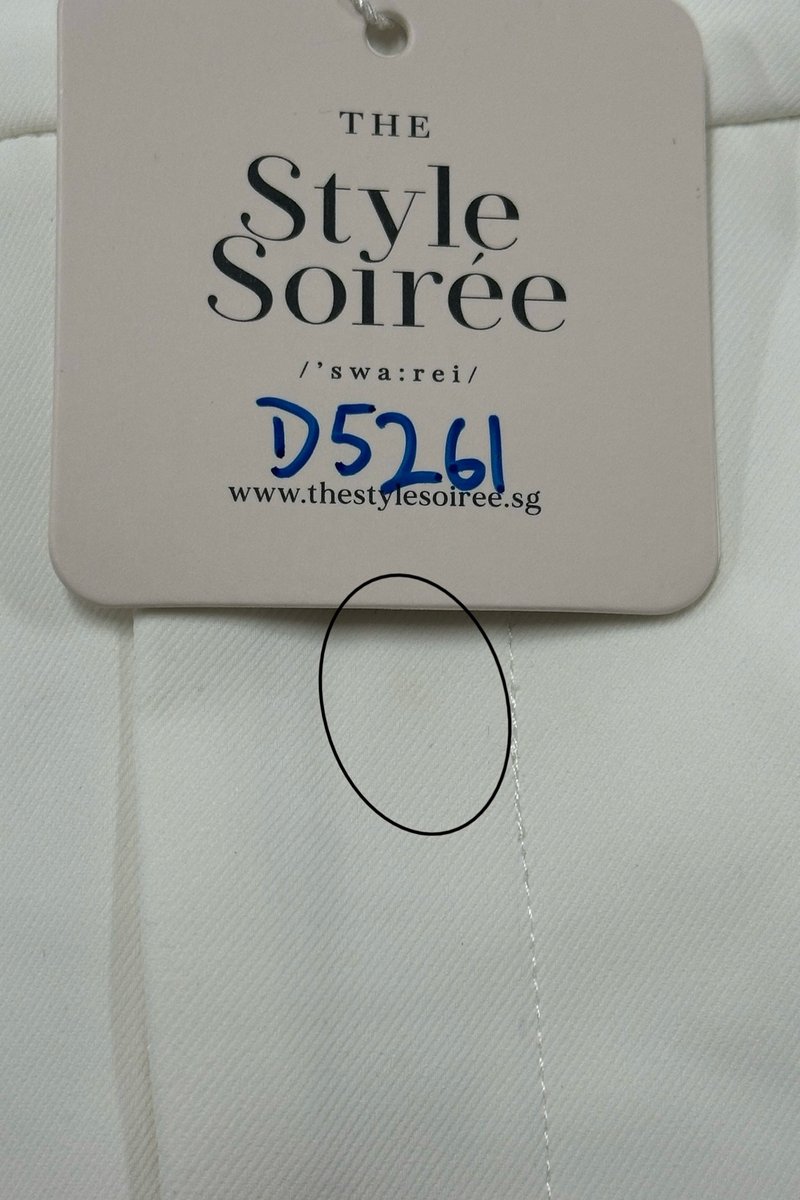 THE
Style
Soirée
/’swa:rei/
D5261
www.thestylesoiree.sg